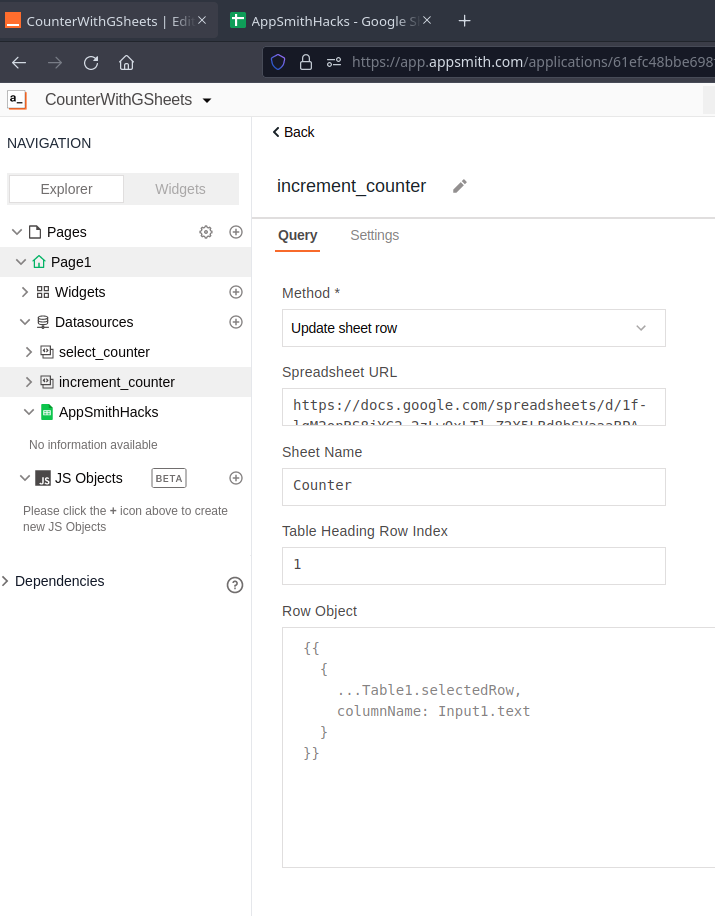 CounterWithGSheets | Edit
AppSmithHacks - Google S
https://app.appsmith.com/applications/61efc48bbe698
a_
CounterWithGSheets
NAVIGATION
Explorer
Widgets
Pages
Page1
Widgets
Datasources
select_counter
increment_counter
AppSmithHacks
No information available
JS
JS Objects
BETA
Please click the + icon above to create
new JS Objects
Dependencies
?
Back
increment_counter
Query
Settings
Method *
Update sheet row
Spreadsheet URL
https://docs.google.com/spreadsheets/d/1f-
Sheet Name
Counter
Table Heading Row Index
1
Row Object
{{
{
...Table1.selectedRow,
columnName: Input1.text
}
}}